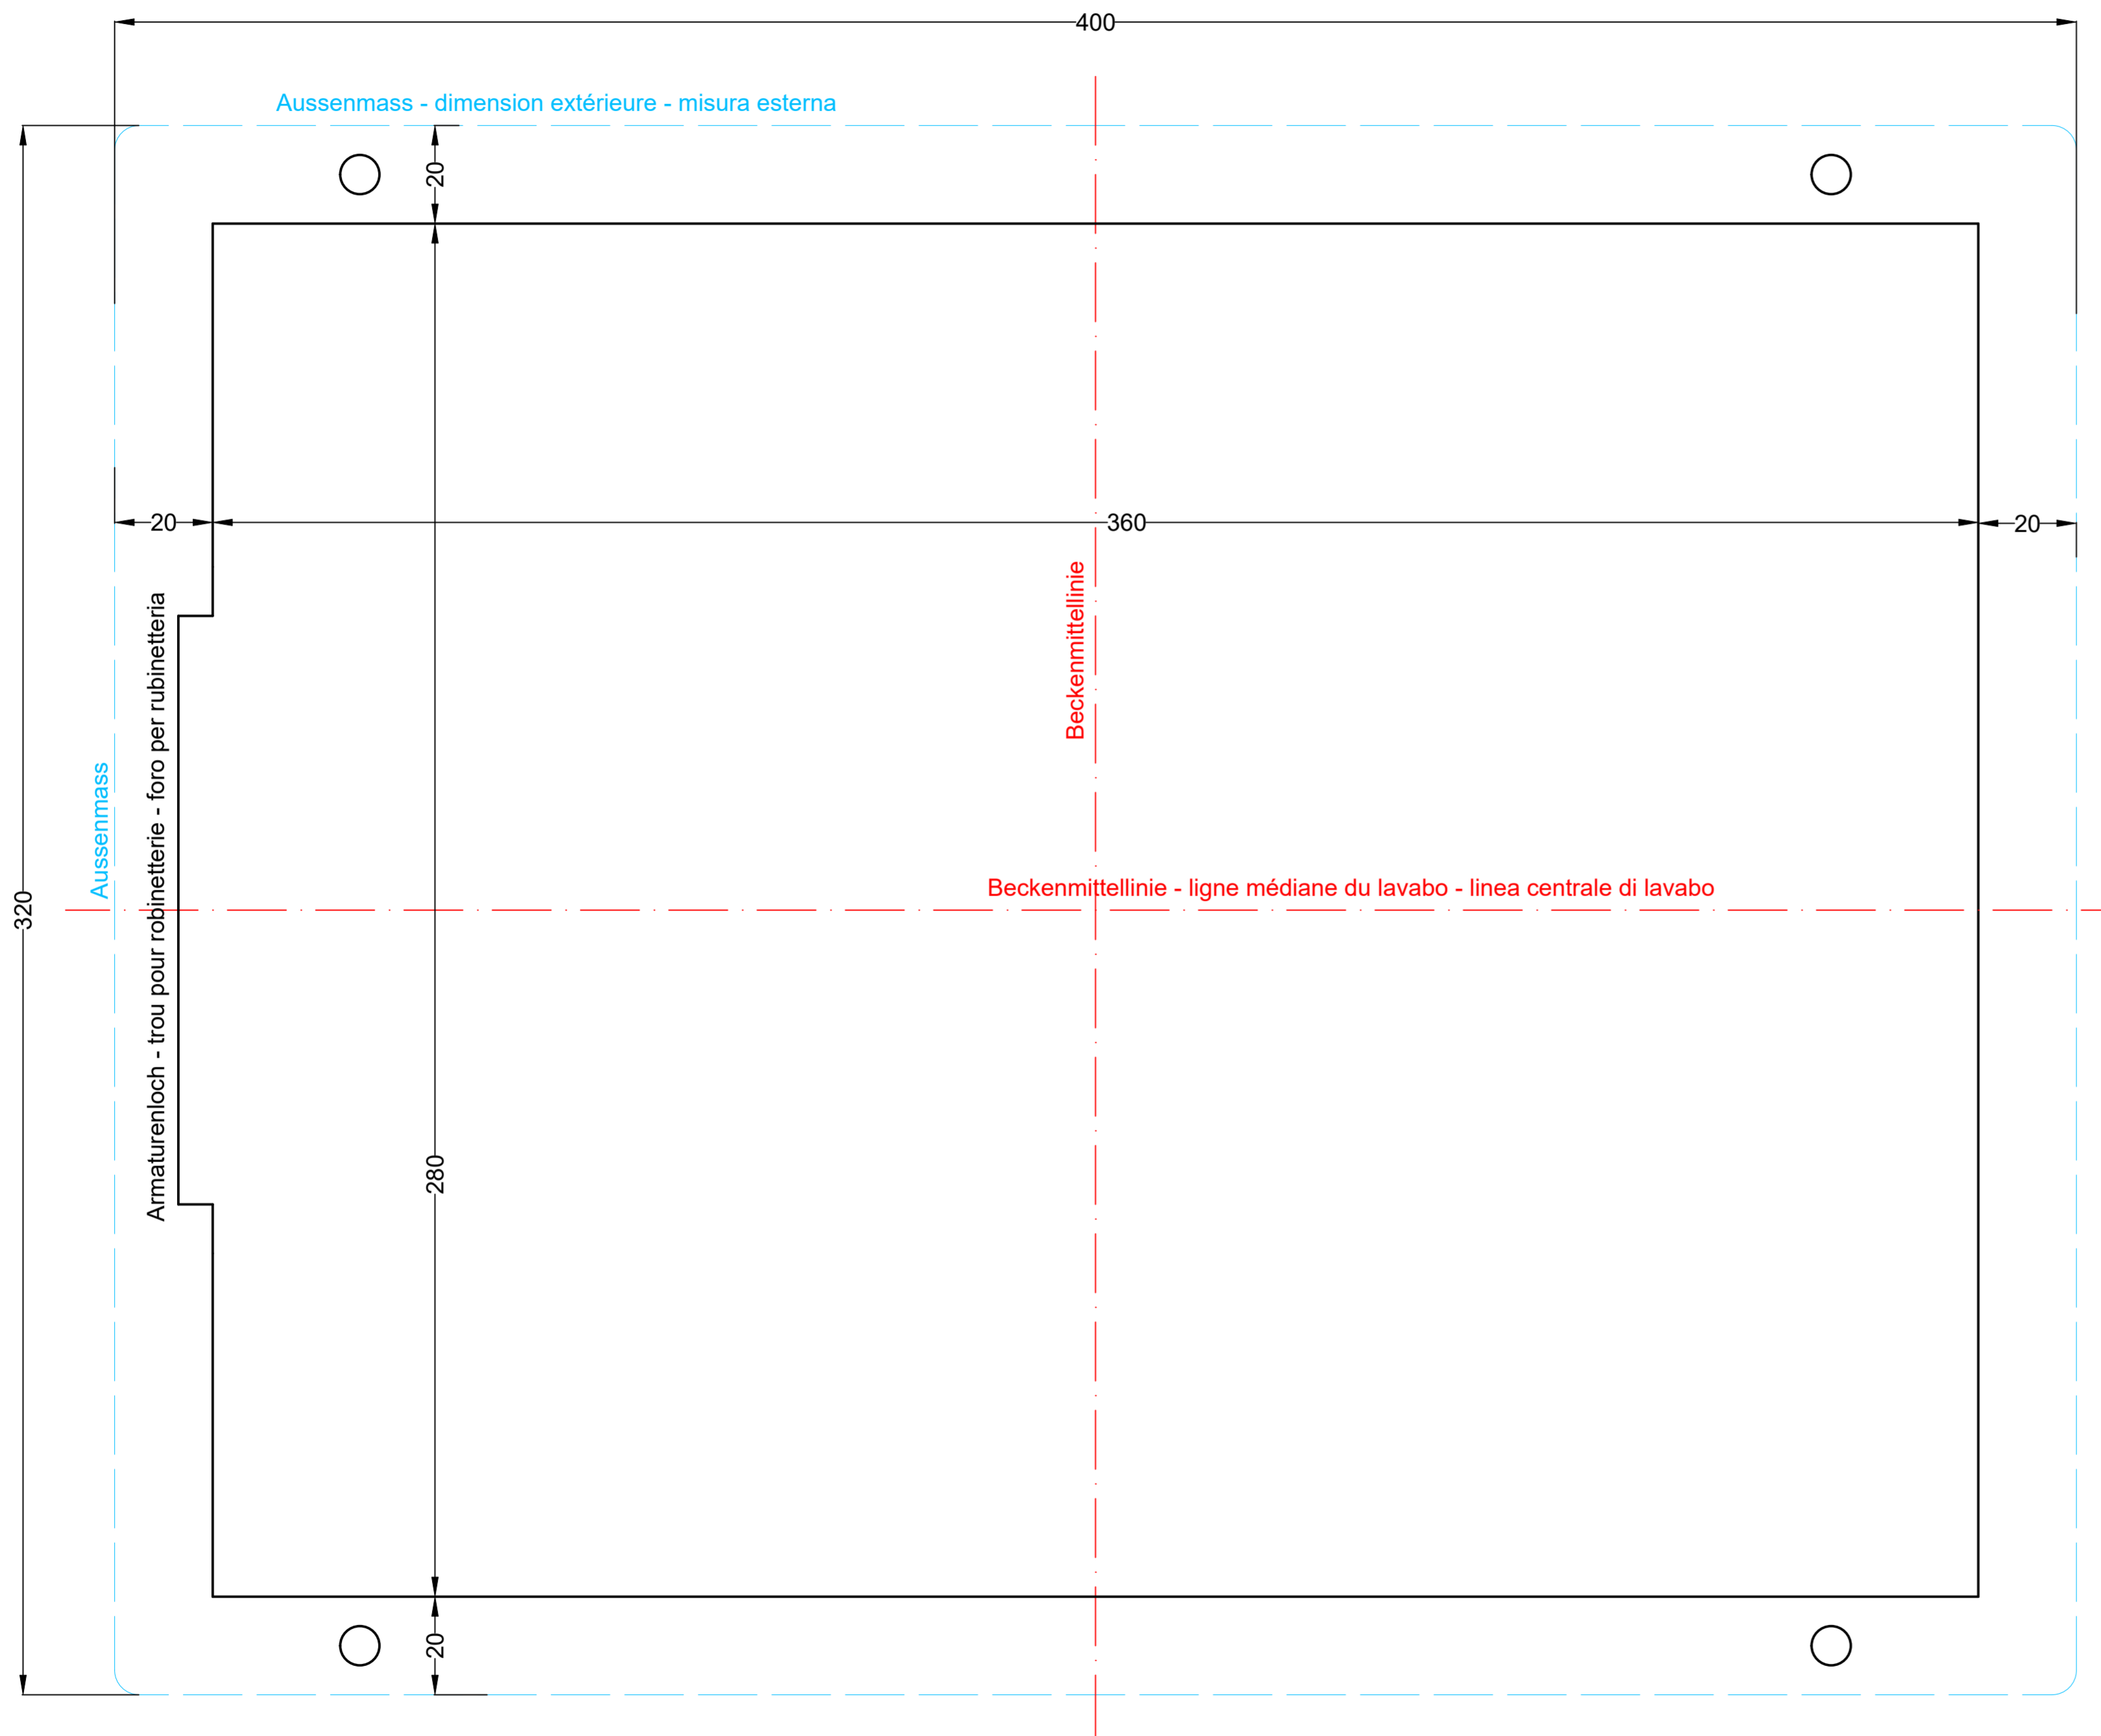 400
Aussenmass - dimension extérieure - misura esterna
20
20
360
20
Beckenmittellinie
Armaturenloch - trou pour robinetterie - foro per rubinetteria
Aussenmass
Beckenmittellinie - ligne médiane du lavabo - linea centrale di lavabo
320
280
20